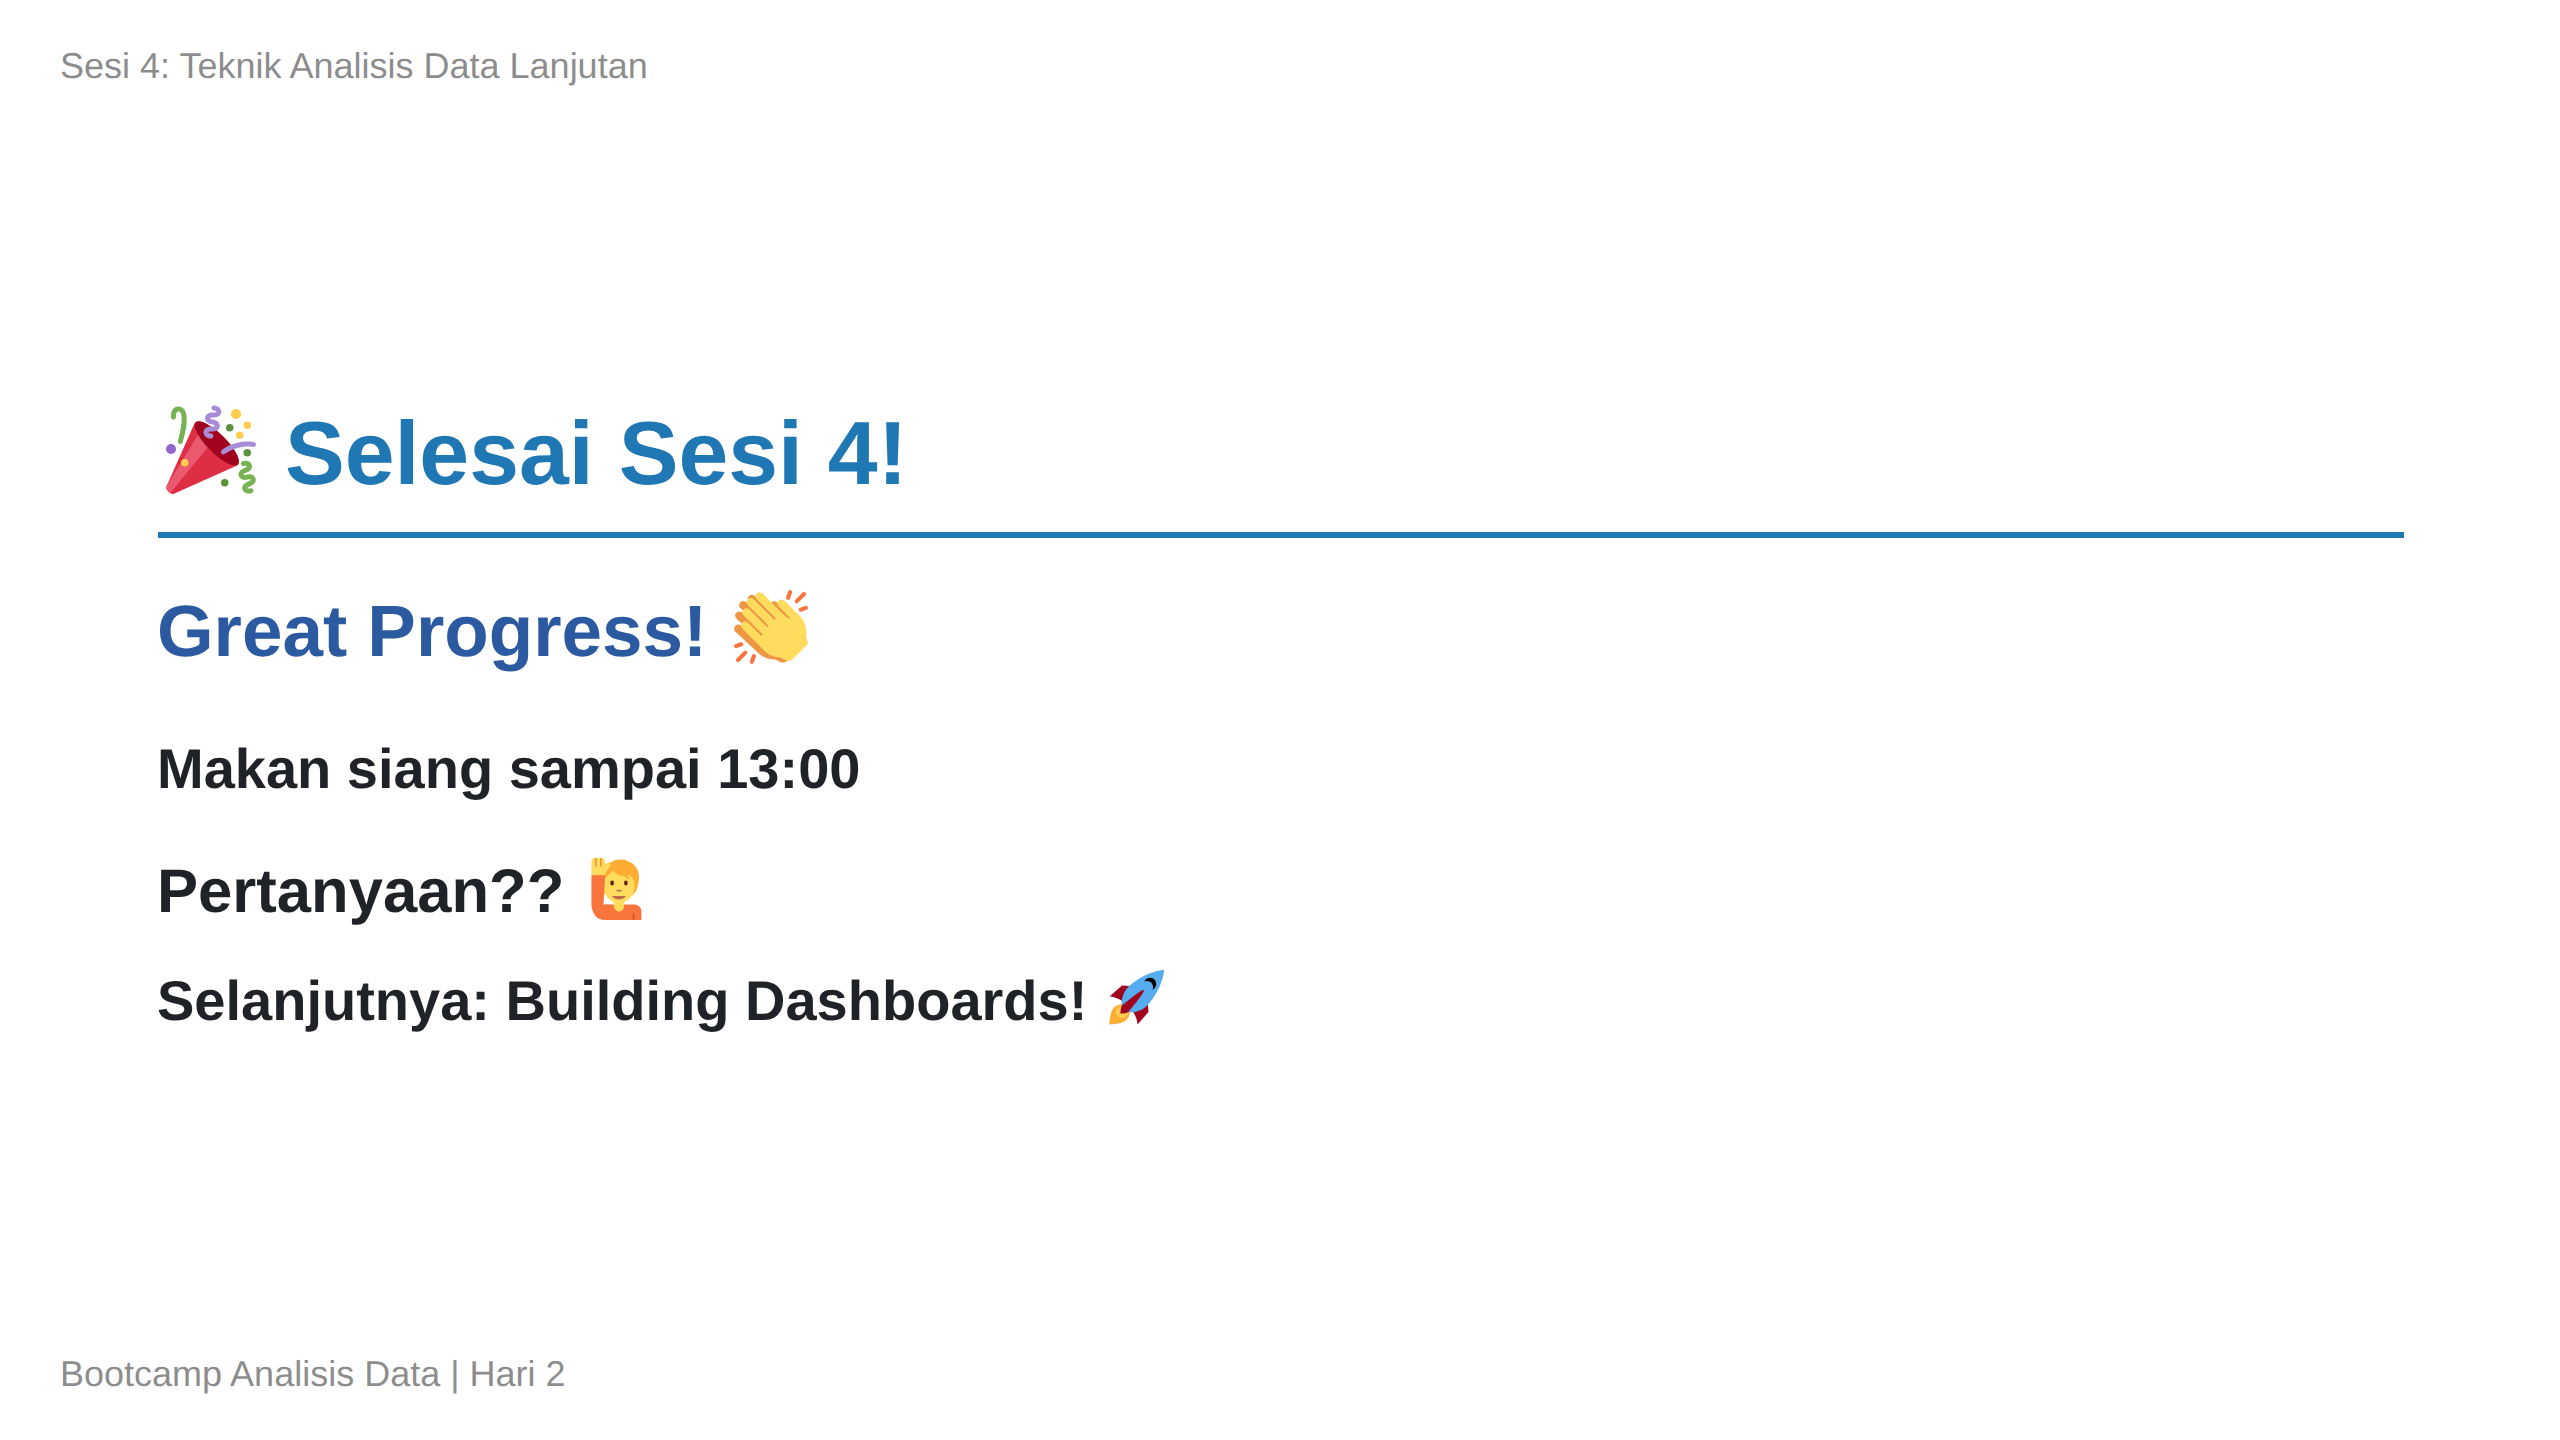 Sesi 4: Teknik Analisis Data Lanjutan
🎉 Selesai Sesi 4!
Great Progress! 👏
Makan siang sampai 13:00
Pertanyaan?? 🙋
Selanjutnya: Building Dashboards! 🚀
Bootcamp Analisis Data | Hari 2